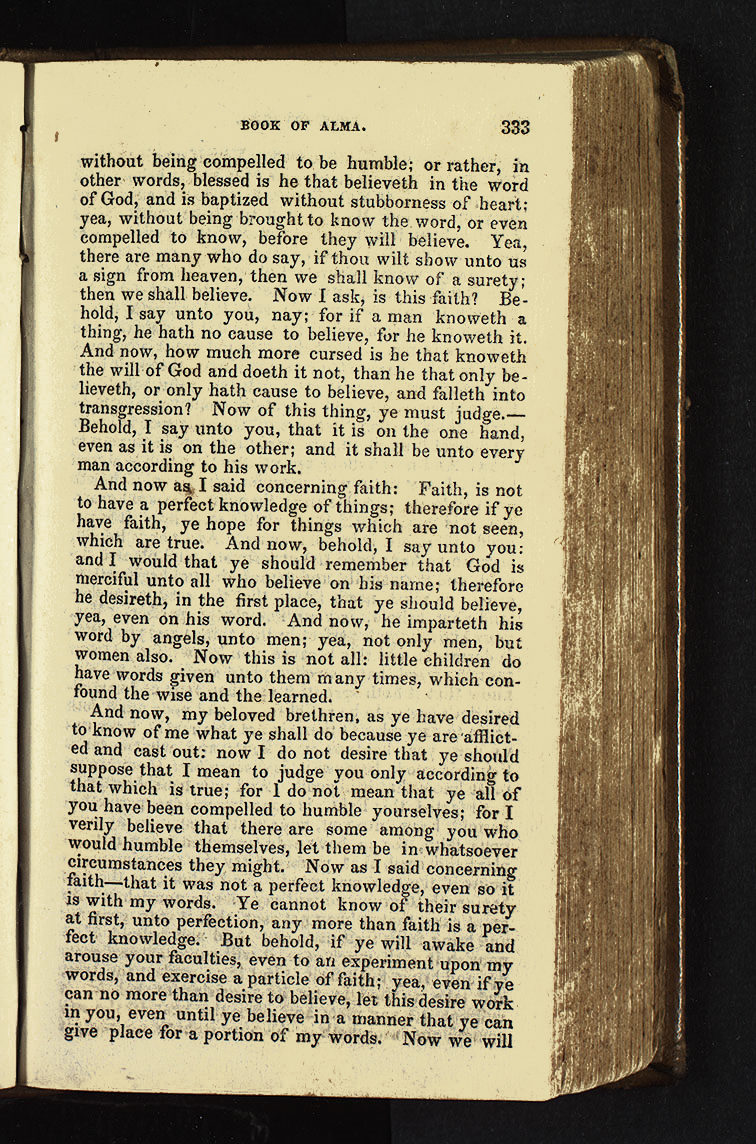 BOOK OF ALMA. 333
without being compelled to be humble; or rather, in
other words, blessed is he that believeth in the word
of God, and is baptized without stubborness of heart;
yea, without being brought to know the word, or even
compelled to know, before they will believe. Yea,
there are many who do say, if thou wilt show unto us
a sign from heaven, then we shall know of a surety;
then we shall believe. Now I ask, is this faith? Be-
hold, I say unto you, nay; for if a man knoweth a
thing, he hath no cause to believe, for he knoweth it.
And now, how much more cursed is he that knoweth
the will of God and doeth it not, than he that only be-
lieveth, or only hath cause to believe, and falleth into
transgression? Now of this thing, ye must judge.—
Behold, I say unto you, that it is on the one hand,
even as it is on the other; and it shall be unto every
man according to his work.
And now as I said concerning faith: Faith, is not
to have a perfect knowledge of things; therefore if ye
have faith, ye hope for things which are not seen,
which are true. And now, behold, I say unto you:
and I would that ye should remember that God is
merciful unto all who believe on his name; therefore
he desireth, in the first place, that ye should believe,
yea, even on his word. And now, he imparteth his
word by angels, unto men; yea, not only men, but
women also. Now this is not all: little children do
have words given unto them many times, which con-
found the wise and the learned.
And now, my beloved brethren, as ye have desired
to know of me what ye shall do because ye are afflict-
ed and cast out: now I do not desire that ye should
suppose that I mean to judge you only according to
that which is true; for I do not mean that ye all of
you have been compelled to humble yourselves; for I
verily believe that there are some among you who
would humble themselves, let them be in whatsoever
circumstances they might. Now as I said concerning
faith—that it was not a perfect knowledge, even so it
is with my words. Ye cannot know of their surety
at first, unto perfection, any more than faith is a per-
fect knowledge. But behold, if ye will awake and
arouse your faculties, even to an experiment upon my
words, and exercise a particle of faith; yea, even if ye
can no more than desire to believe, let this desire work
in you, even until ye believe in a manner that ye can
give place for a portion of my words. Now we will